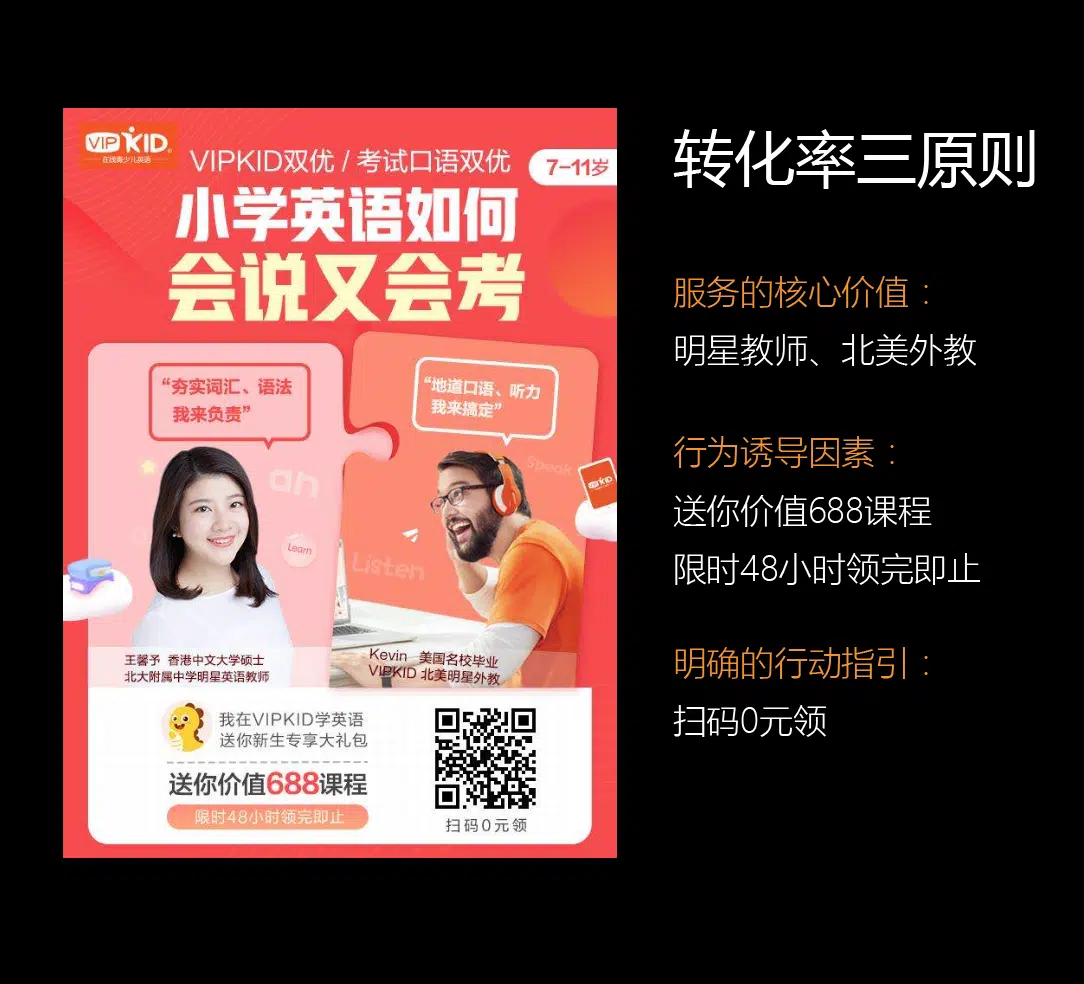 VIPKID
在线青少儿英语
VIPKID双优 / 考试口语双优
7-11岁
小学英语如何
会说又会考
“夯实词汇、语法
我来负责”
“地道口语、听力
我来搞定”
an
Speak
VIPKID
Learn
Listen
王馨予 香港中文大学硕士
北大附属中学明星英语教师
Kevin 美国名校毕业
VIPKID 北美明星外教
我在VIPKID学英语
送你新生专享大礼包
送你价值688课程
限时48小时领完即止
扫码0元领
转化率三原则
服务的核心价值：
明星教师、北美外教
行为诱导因素：
送你价值688课程
限时48小时领完即止
明确的行动指引：
扫码0元领